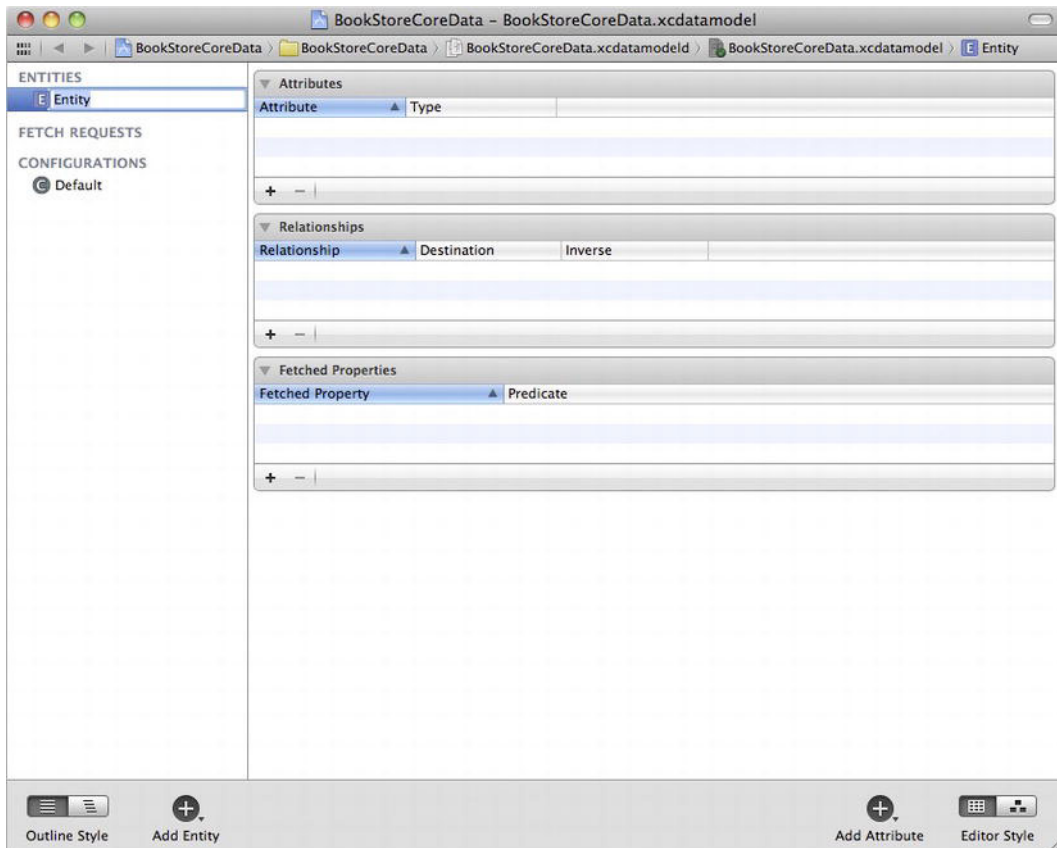 BookStoreCoreData – BookStoreCoreData.xcdatamodel
BookStoreCoreData BookStoreCoreData BookStoreCoreData.xcdatamodeld BookStoreCoreData.xcdatamodel E Entity
ENTITIES
E Entity
FETCH REQUESTS
CONFIGURATIONS
C Default
Attributes
Attribute Type
+ −
Relationships
Relationship Destination Inverse
+ −
Fetched Properties
Fetched Property Predicate
+ −
Outline Style Add Entity Add Attribute Editor Style